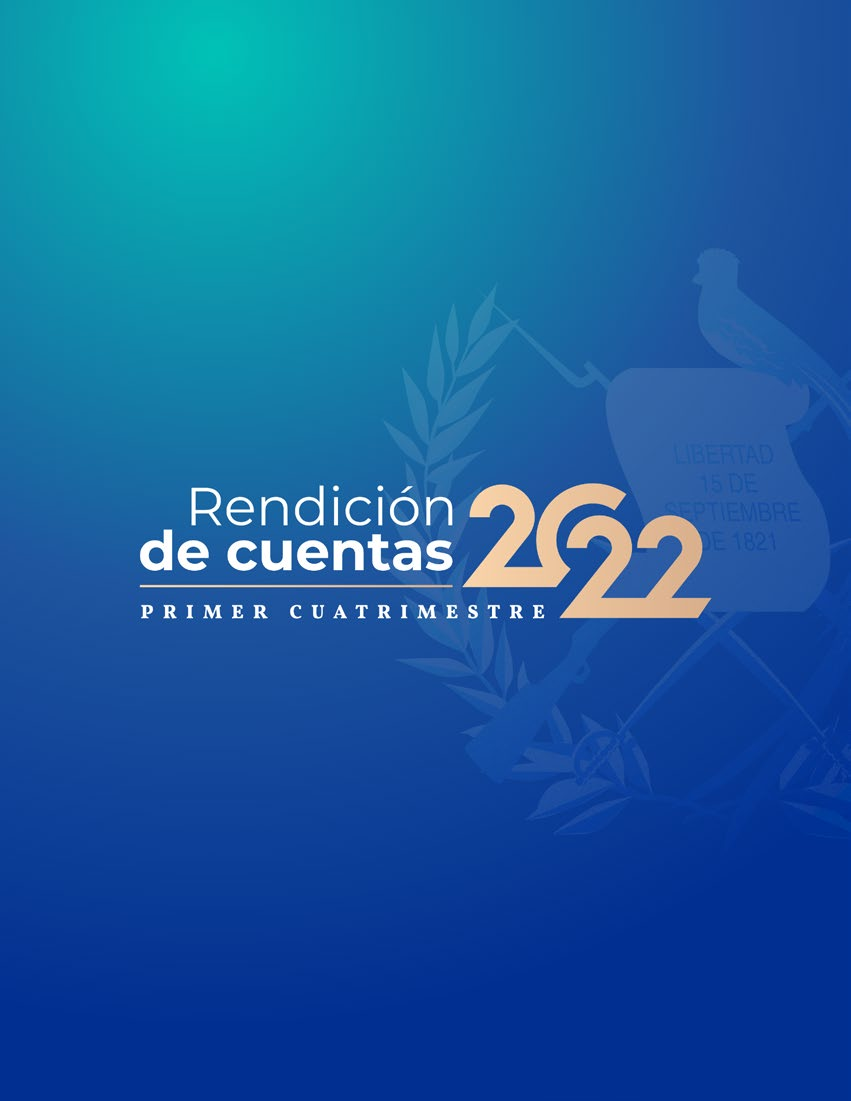 LIBERTAD
15 DE
SEPTIEMBRE
DE 1821
Rendición
de cuentas
2022
PRIMER CUATRIMESTRE